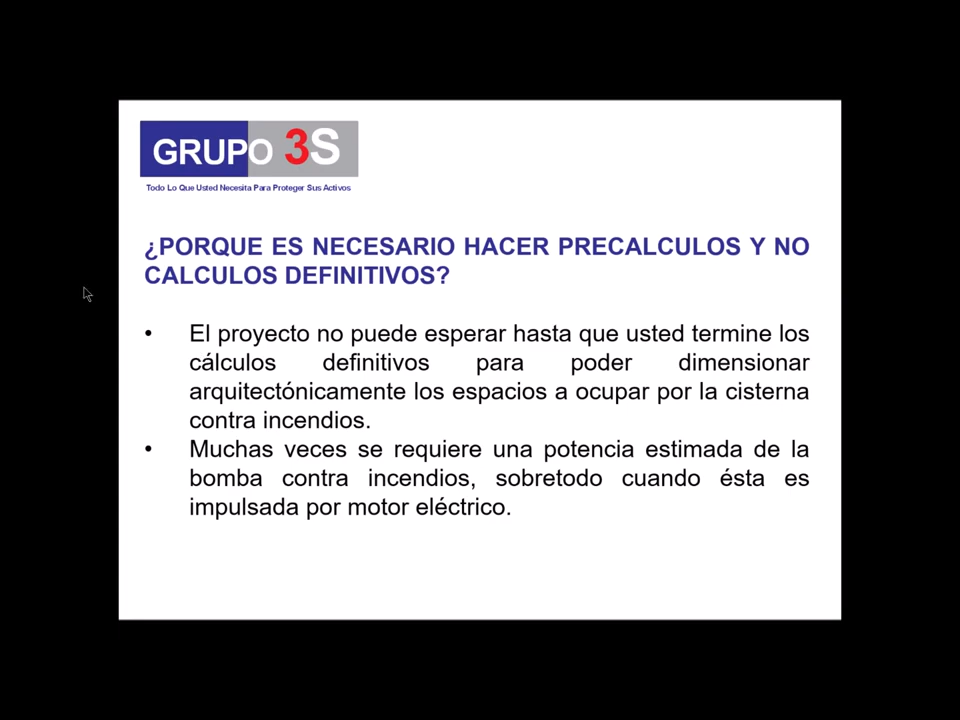 GRUPO 3S
Todo Lo Que Usted Necesita Para Proteger Sus Activos
¿PORQUE ES NECESARIO HACER PRECALCULOS Y NO
CALCULOS DEFINITIVOS?
• El proyecto no puede esperar hasta que usted termine los
cálculos definitivos para poder dimensionar
arquitectónicamente los espacios a ocupar por la cisterna
contra incendios.
• Muchas veces se requiere una potencia estimada de la
bomba contra incendios, sobretodo cuando ésta es
impulsada por motor eléctrico.